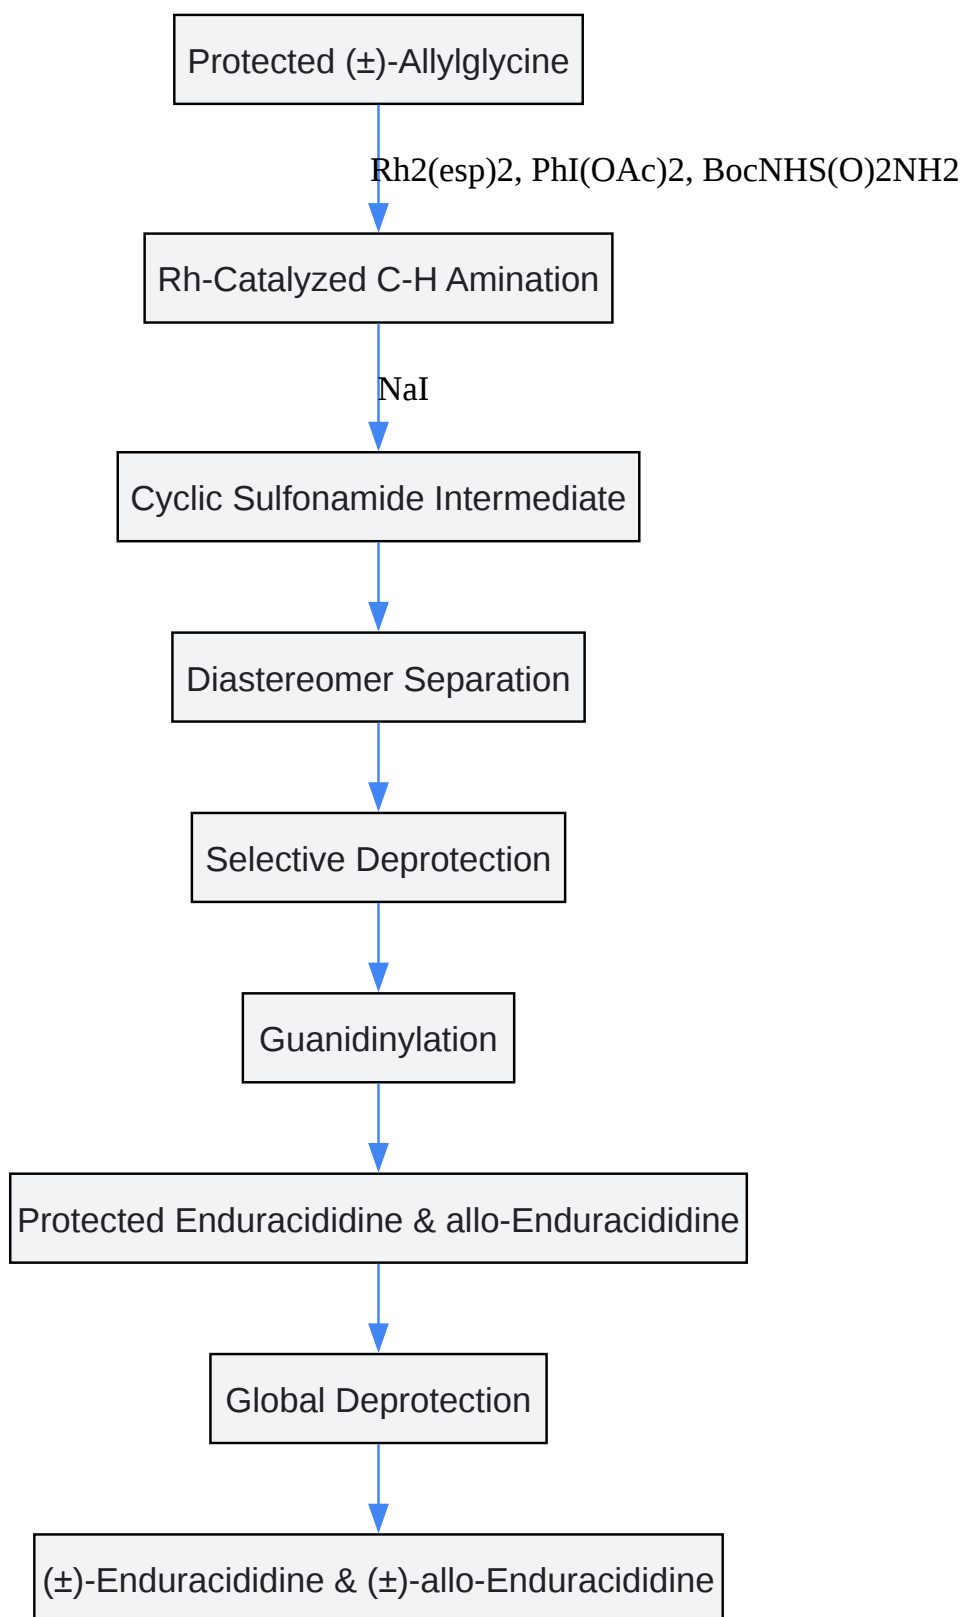 Protected (±)-Allylglycine
Rh2(esp)2, PhI(OAc)2, BocNHS(O)2NH2
Rh-Catalyzed C-H Amination
NaI
Cyclic Sulfonamide Intermediate
Diastereomer Separation
Selective Deprotection
Guanidinylation
Protected Enduracididine & allo-Enduracididine
Global Deprotection
(±)-Enduracididine & (±)-allo-Enduracididine